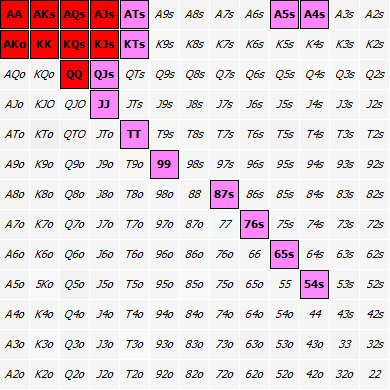 AA AKs AQs AJs ATs A9s A8s A7s A6s A5s A4s A3s A2s
AKo KK KQs KJs KTs K9s K8s K7s K6s K5s K4s K3s K2s
AQo KQo QQ QJs QTs Q9s Q8s Q7s Q6s Q5s Q4s Q3s Q2s
AJo KJO QJO JJ JTs J9s J8s J7s J6s J5s J4s J3s J2s
ATo KTo QTO JTo TT T9s T8s T7s T6s T5s T4s T3s T2s
A9o K9o Q9o J9o T9o 99 98s 97s 96s 95s 94s 93s 92s
A8o K8o Q8o J8o T8o 98o 88 87s 86s 85s 84s 83s 82s
A7o K7o Q7o J7o T7o 97o 87o 77 76s 75s 74s 73s 72s
A6o K6o Q6o J6o T6o 96o 86o 76o 66 65s 64s 63s 62s
A5o 5Ko Q5o J5o T5o 95o 85o 75o 65o 55 54s 53s 52s
A4o K4o Q4o J4o T4o 94o 84o 74o 64o 54o 44 43s 42s
A3o K3o Q3o J3o T3o 93o 83o 73o 63o 53o 43o 33 32s
A2o K2o Q2o J2o T2o 92o 82o 72o 62o 52o 42o 32o 22